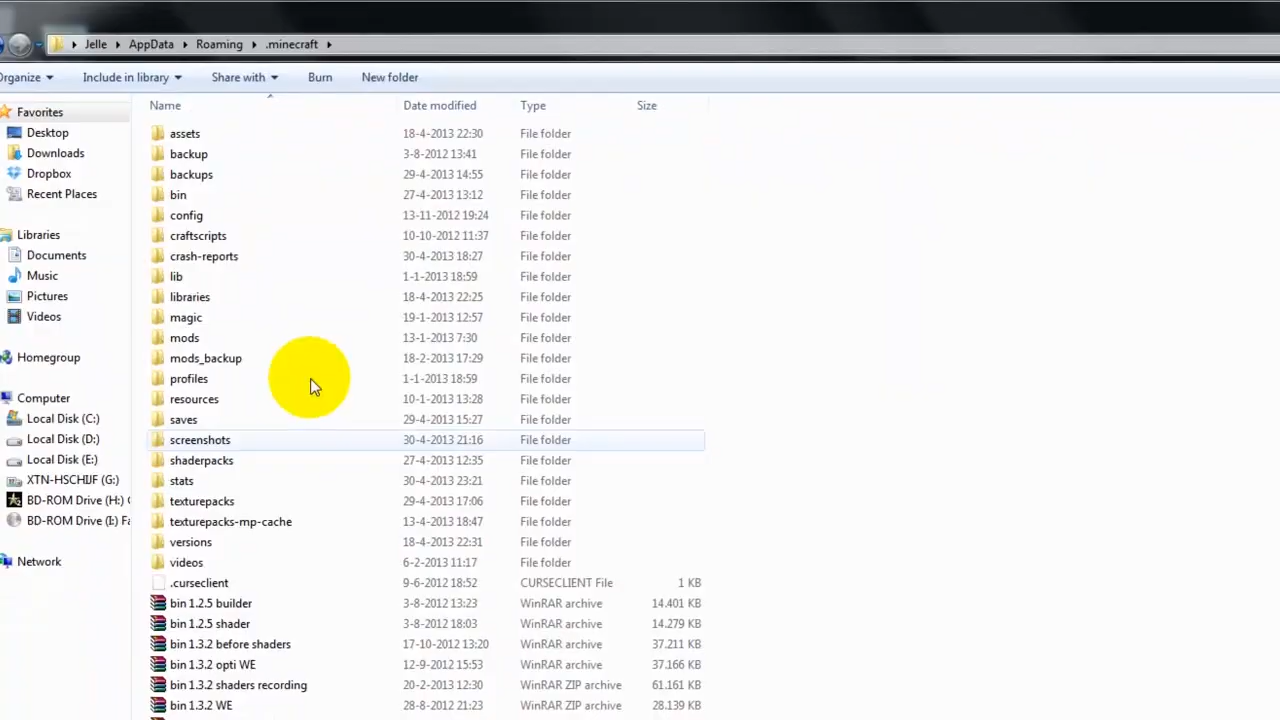 Jelle AppData Roaming .minecraft
Organize Include in library Share with Burn New folder
Name Date modified Type Size
Favorites
Desktop
Downloads
Dropbox
Recent Places
Libraries
Documents
Music
Pictures
Videos
Homegroup
Computer
Local Disk (C:)
Local Disk (D:)
Local Disk (E:)
XTN-HSCHIJF (G:)
BD-ROM Drive (H:)
BD-ROM Drive (I:) Fa
Network
assets 18-4-2013 22:30 File folder
backup 3-8-2012 13:41 File folder
backups 29-4-2013 14:55 File folder
bin 27-4-2013 13:12 File folder
config 13-11-2012 19:24 File folder
craftscripts 10-10-2012 11:37 File folder
crash-reports 30-4-2013 18:27 File folder
lib 1-1-2013 18:59 File folder
libraries 18-4-2013 22:25 File folder
magic 19-1-2013 12:57 File folder
mods 13-1-2013 7:30 File folder
mods_backup 18-2-2013 17:29 File folder
profiles 1-1-2013 18:59 File folder
resources 10-1-2013 13:28 File folder
saves 29-4-2013 15:27 File folder
screenshots 30-4-2013 21:16 File folder
shaderpacks 27-4-2013 12:35 File folder
stats 30-4-2013 23:21 File folder
texturepacks 29-4-2013 17:06 File folder
texturepacks-mp-cache 13-4-2013 18:47 File folder
versions 18-4-2013 22:31 File folder
videos 6-2-2013 11:17 File folder
.curseclient 9-6-2012 18:52 CURSECLIENT File 1 KB
bin 1.2.5 builder 3-8-2012 13:23 WinRAR archive 14.401 KB
bin 1.2.5 shader 3-8-2012 18:03 WinRAR archive 14.279 KB
bin 1.3.2 before shaders 17-10-2012 13:20 WinRAR archive 37.211 KB
bin 1.3.2 opti WE 12-9-2012 15:53 WinRAR archive 37.166 KB
bin 1.3.2 shaders recording 20-2-2013 12:30 WinRAR ZIP archive 61.161 KB
bin 1.3.2 WE 28-8-2012 21:23 WinRAR ZIP archive 28.139 KB